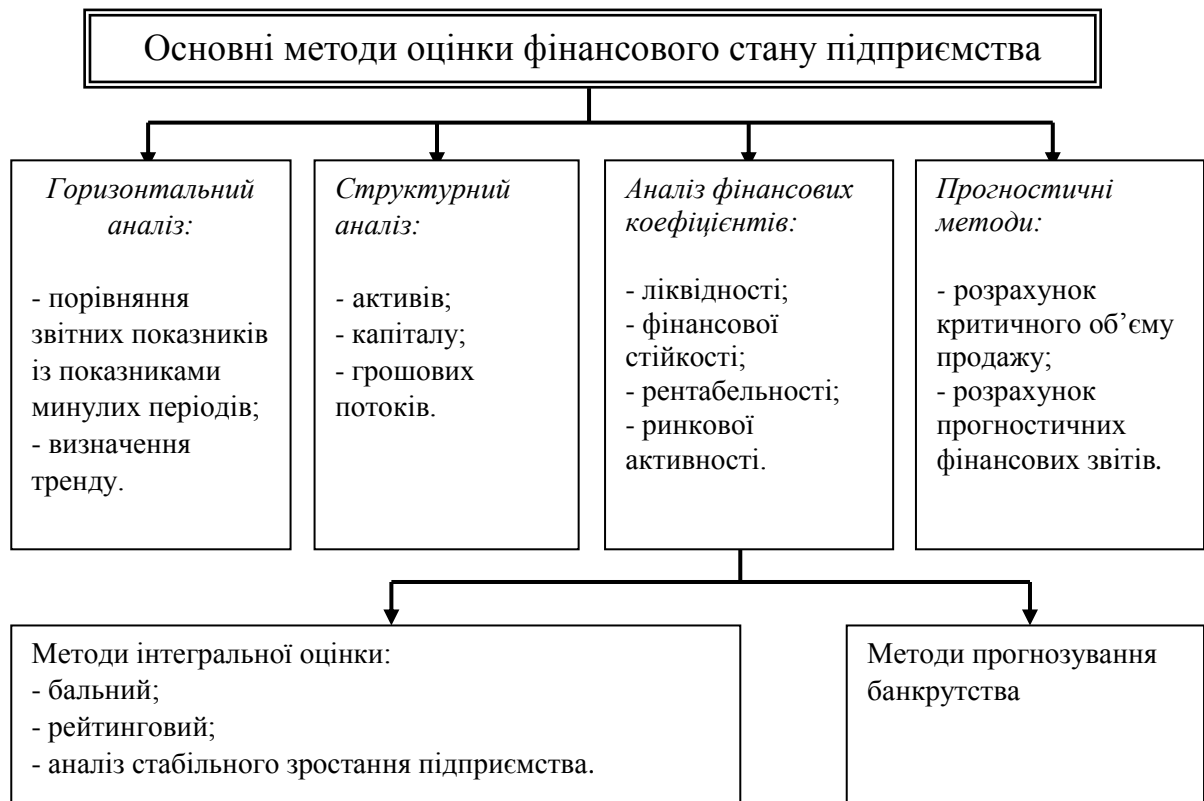 Основні методи оцінки фінансового стану підприємства
Горизонтальний
аналіз:
- порівняння
звітних показників
із показниками
минулих періодів;
- визначення
тренду.
Структурний
аналіз:
- активів;
- капіталу;
- грошових
потоків.
Аналіз фінансових
коефіцієнтів:
- ліквідності;
- фінансової
стійкості;
- рентабельності;
- ринкової
активності.
Прогностичні
методи:
- розрахунок
критичного об’єму
продажу;
- розрахунок
прогностичних
фінансових звітів.
Методи інтегральної оцінки:
- бальний;
- рейтинговий;
- аналіз стабільного зростання підприємства.
Методи прогнозування
банкрутства